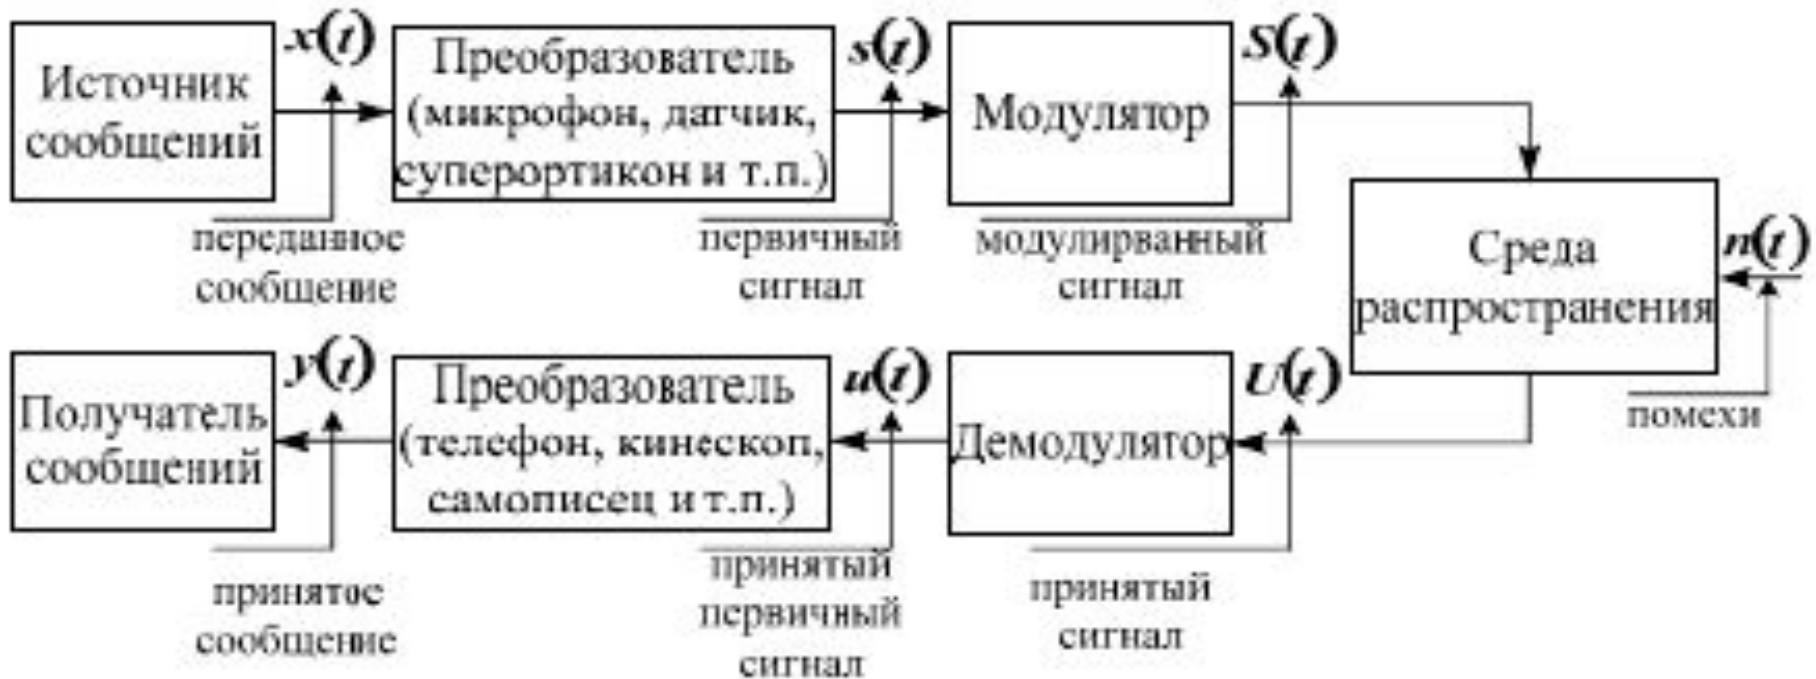 Источник
сообщений
x(t)
Преобразователь
(микрофон, датчик,
суперортикон и т.п.)
s(t)
Модулятор
S(t)
переданное
сообщение
первичный
сигнал
модулирванный
сигнал
Среда
распространения
n(t)
помехи
Получатель
сообщений
y(t)
Преобразователь
(телефон, кинескоп,
самописец и т.п.)
u(t)
Демодулятор
U(t)
принятое
сообщение
принятый
первичный
сигнал
принятый
сигнал